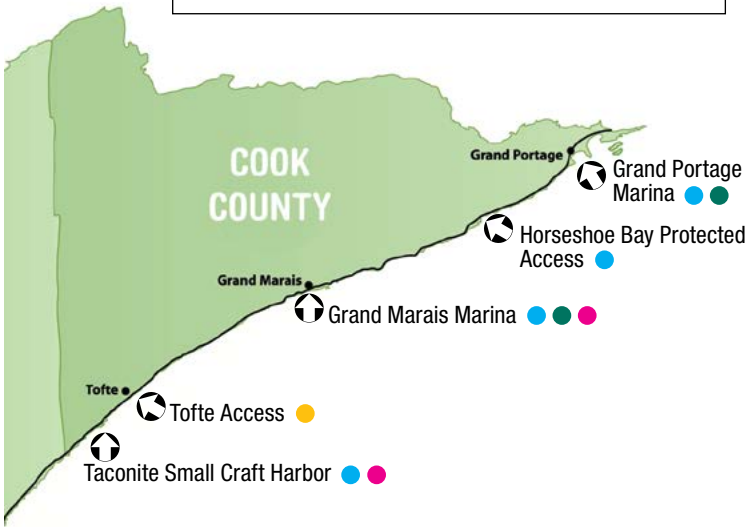 COOK
COUNTY
Grand Portage
Grand Portage
Marina
Horseshoe Bay Protected
Access
Grand Marais
Grand Marais Marina
Tofte
Tofte Access
Taconite Small Craft Harbor